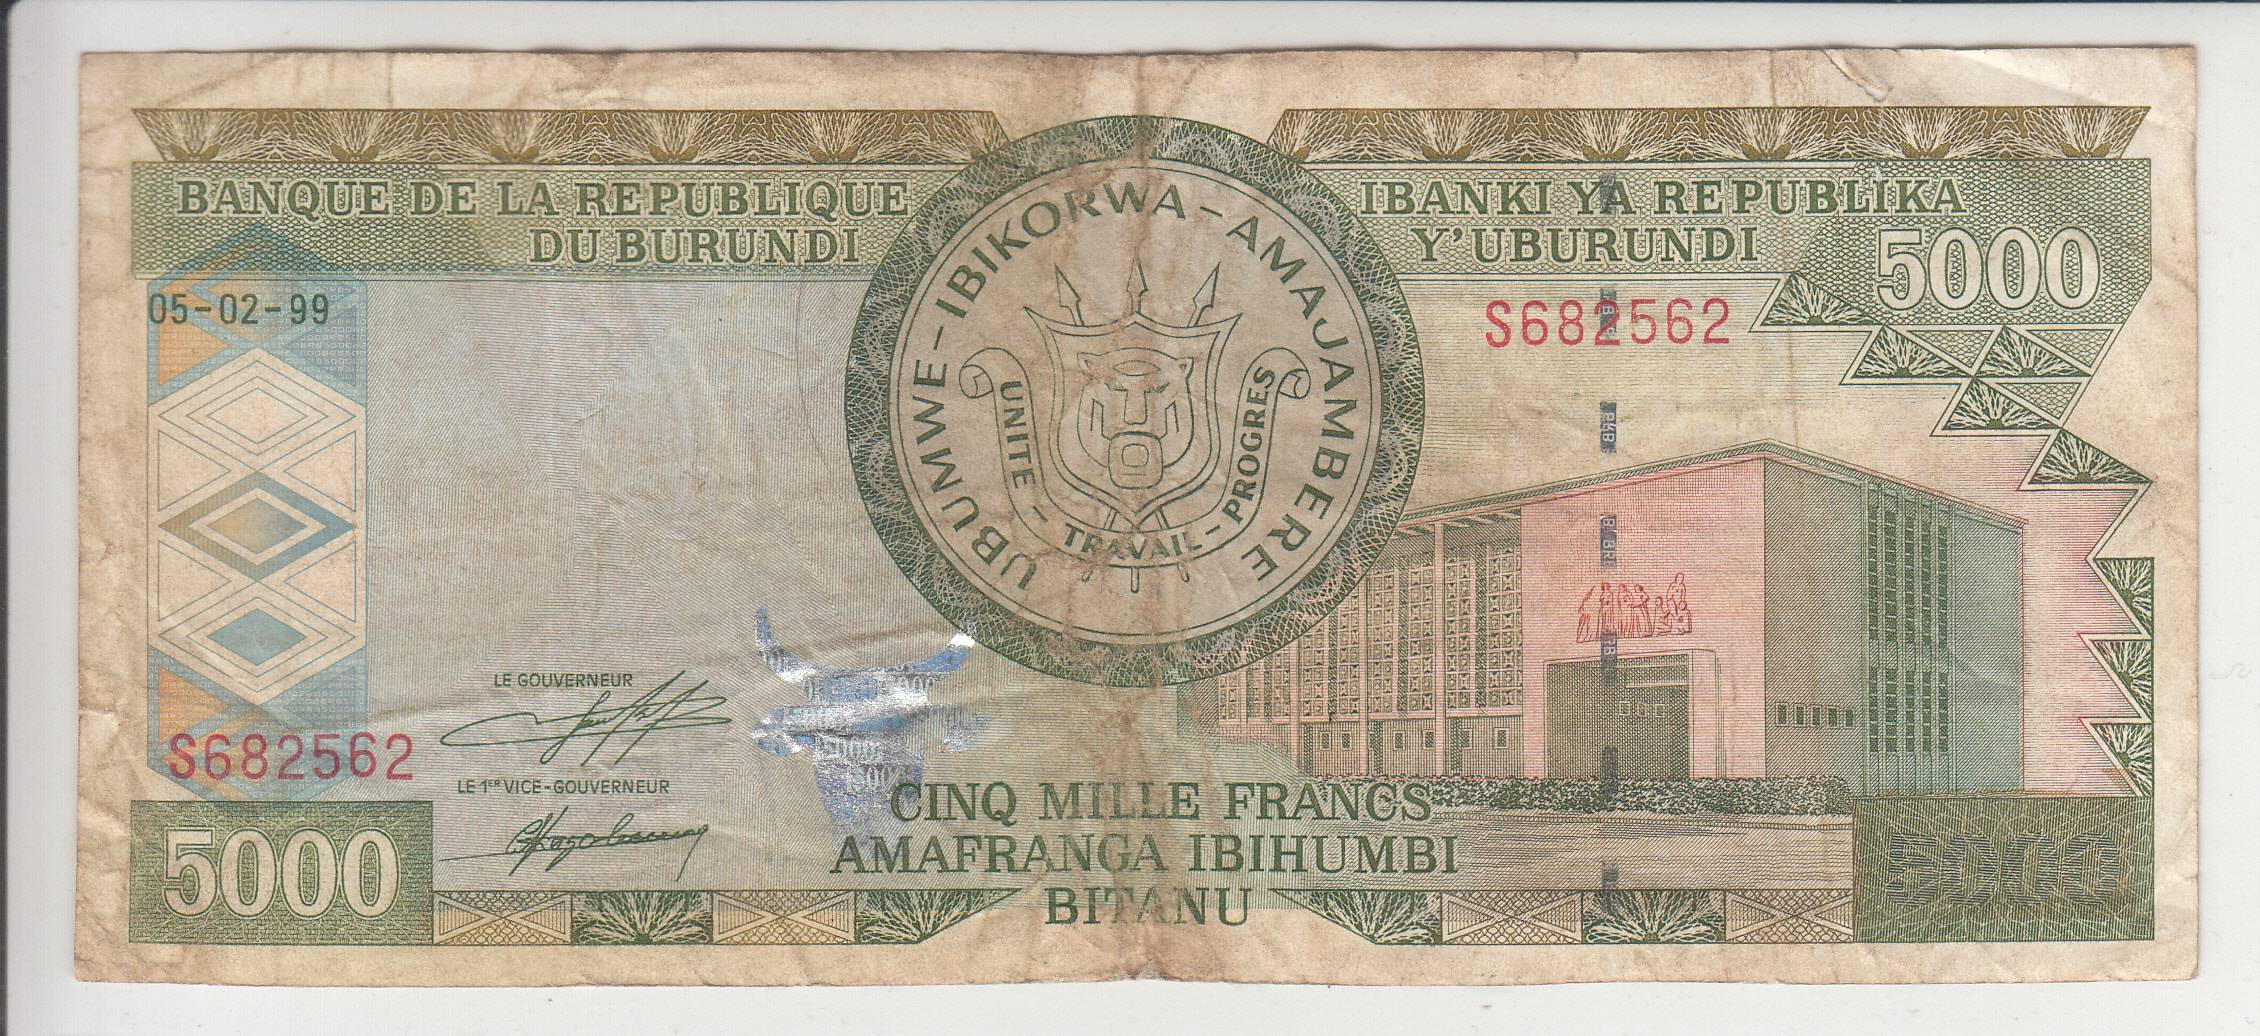 BANQUE DE LA REPUBLIQUE
DU BURUNDI
IBANKI YA REPUBLIKA
Y'UBURUNDI
5000
05-02-99
S682562
UBUMWE-IBIKORWA-AMAJAMBERE
UNITE - TRAVAIL - PROGRES
LE GOUVERNEUR
S682562
LE 1ER VICE-GOUVERNEUR
5000
CINQ MILLE FRANCS
AMAFRANGA IBIHUMBI
BITANU
5000